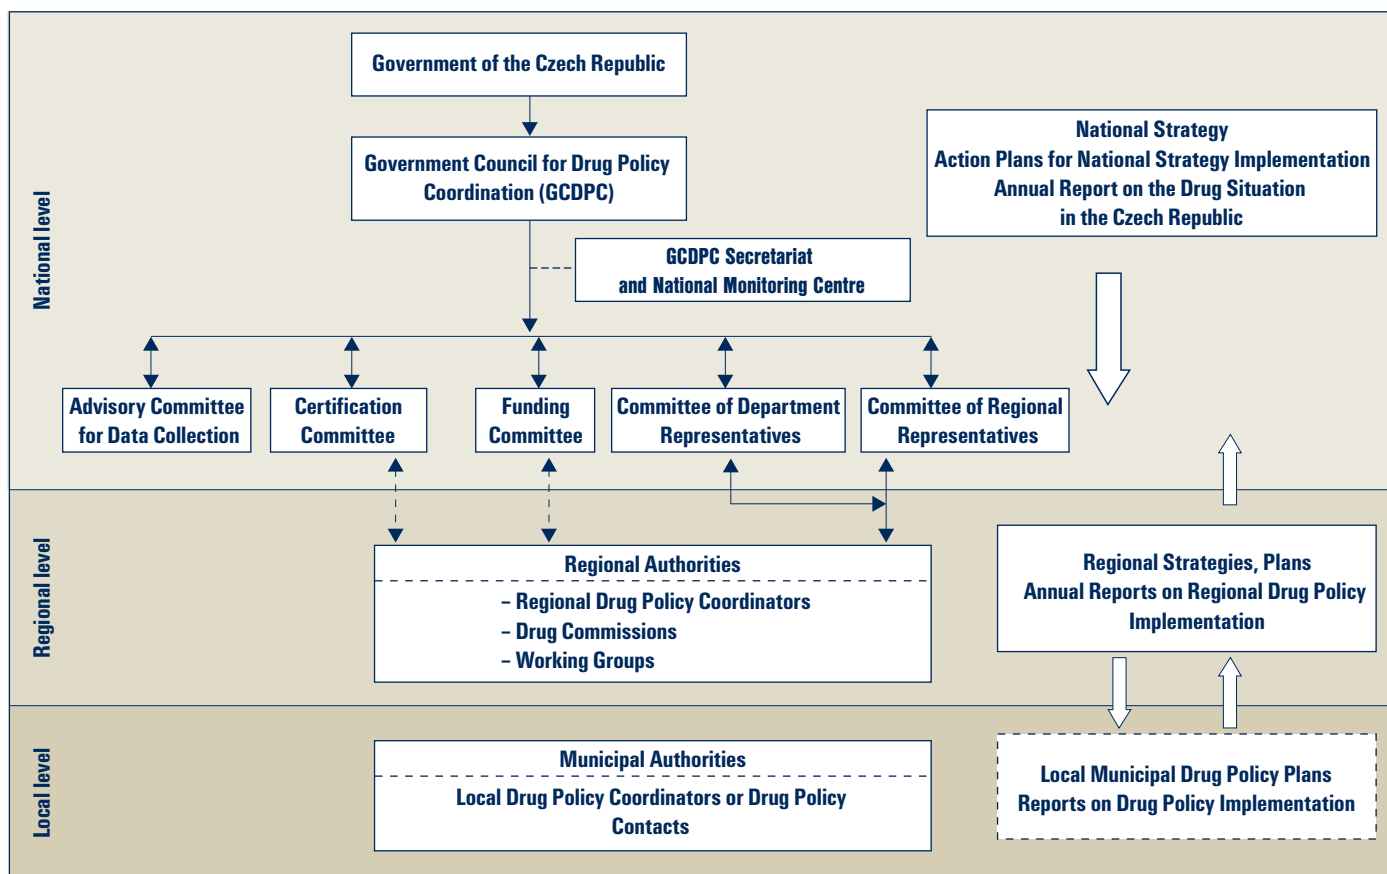 National level
Government of the Czech Republic
Government Council for Drug Policy
Coordination (GCDPC)
GCDPC Secretariat
and National Monitoring Centre
National Strategy
Action Plans for National Strategy Implementation
Annual Report on the Drug Situation
in the Czech Republic
Advisory Committee
for Data Collection
Certification
Committee
Funding
Committee
Committee of Department
Representatives
Committee of Regional
Representatives
Regional level
Regional Authorities
– Regional Drug Policy Coordinators
– Drug Commissions
– Working Groups
Regional Strategies, Plans
Annual Reports on Regional Drug Policy
Implementation
Local level
Municipal Authorities
Local Drug Policy Coordinators or Drug Policy
Contacts
Local Municipal Drug Policy Plans
Reports on Drug Policy Implementation